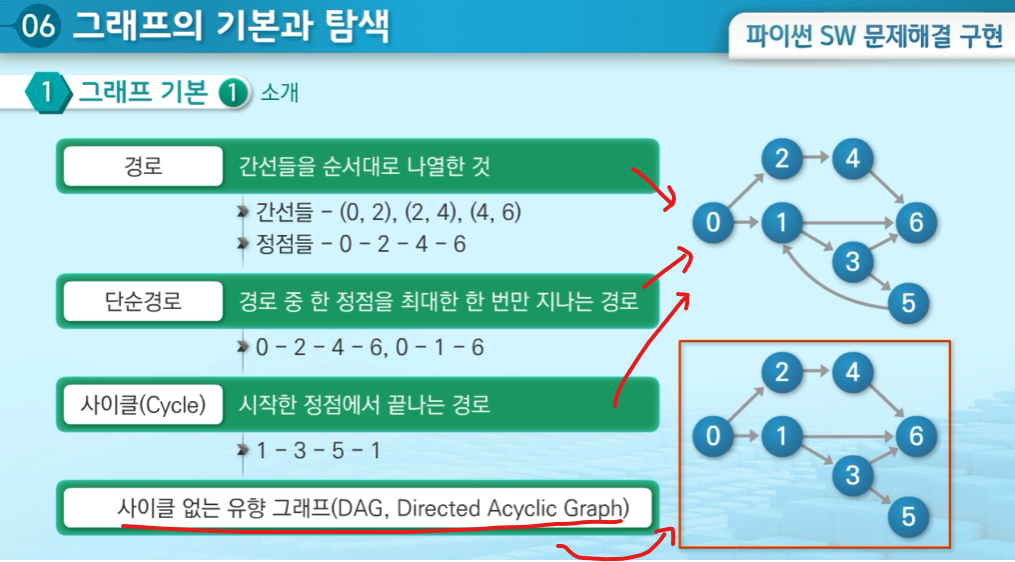 06 그래프의 기본과 탐색
파이썬 SW 문제해결 구현
1 그래프 기본 1 소개
경로 간선들을 순서대로 나열한 것
간선들 – (0, 2), (2, 4), (4, 6)
정점들 – 0 – 2 – 4 – 6
단순경로 경로 중 한 정점을 최대한 한 번만 지나는 경로
0 – 2 – 4 – 6, 0 – 1 – 6
사이클(Cycle) 시작한 정점에서 끝나는 경로
1 – 3 – 5 – 1
사이클 없는 유향 그래프(DAG, Directed Acyclic Graph)
2 4
0 1 6
3
5
2 4
0 1 6
3
5